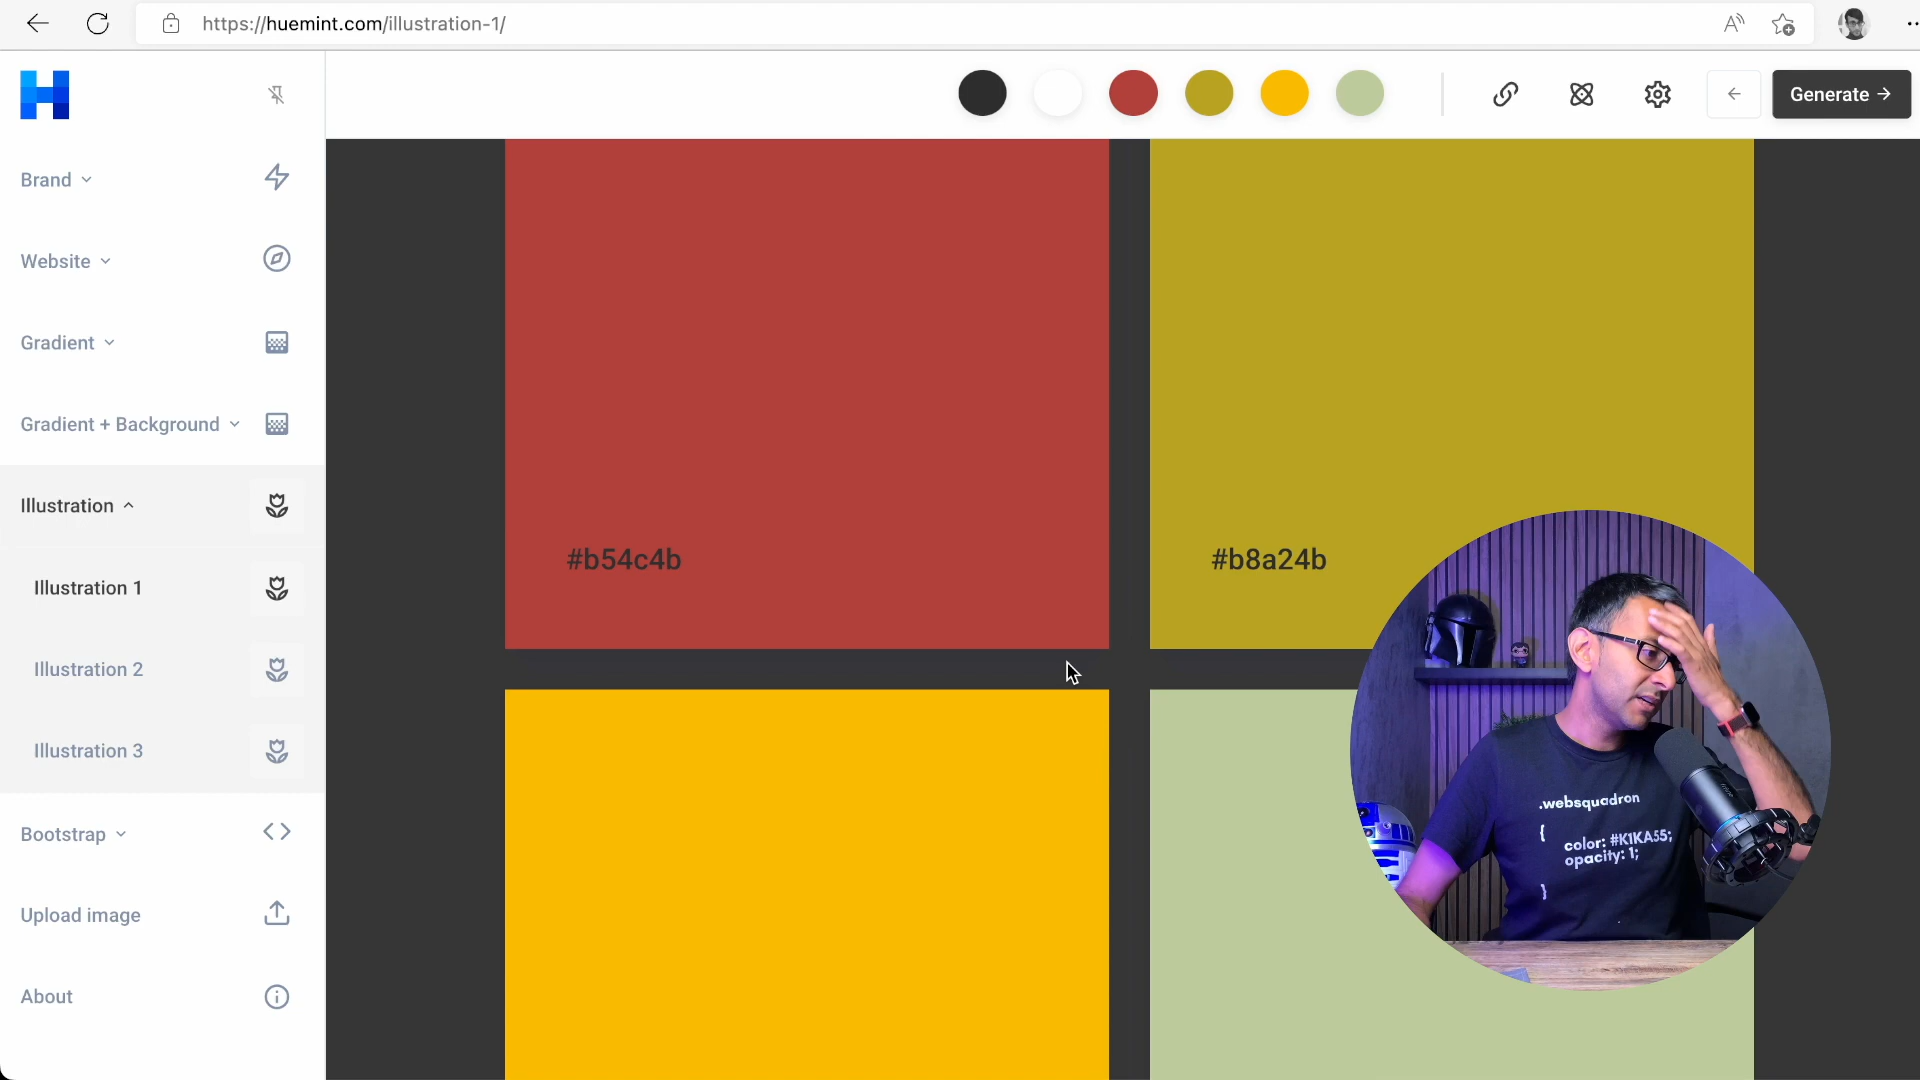 https://huemint.com/illustration-1/
Generate →
Brand
Website
Gradient
Gradient + Background
Illustration
Illustration 1
Illustration 2
Illustration 3
Bootstrap
Upload image
About
#b54c4b
#b8a24b
.websquadron
{
color: #K1KA55;
opacity: 1;
}